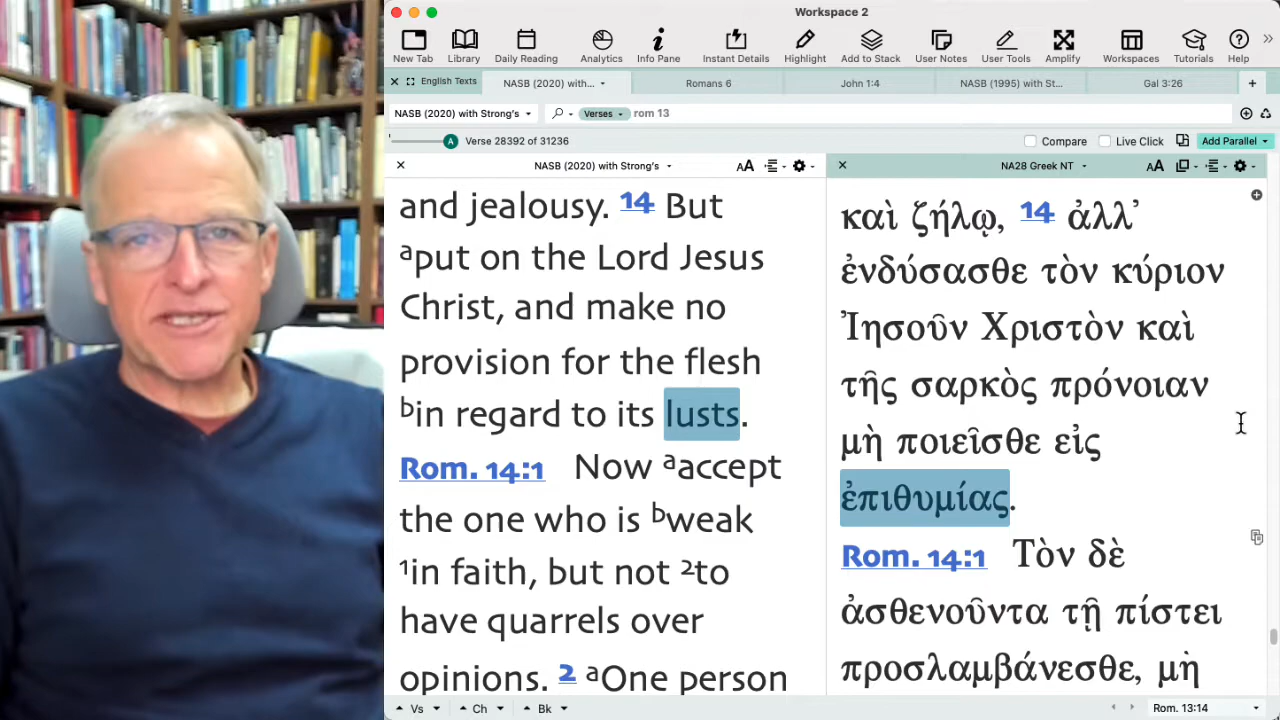 Workspace 2
New Tab Library Daily Reading Analytics Info Pane Instant Details Highlight Add to Stack User Notes User Tools Amplify Workspaces Tutorials Help
English Texts NASB (2020) with... Romans 6 John 1:4 NASB (1995) with St... Gal 3:26
NASB (2020) with Strong's Verses rom 13
A Verse 28392 of 31236 Compare Live Click Add Parallel
NASB (2020) with Strong's
and jealousy. 14 But
aput on the Lord Jesus
Christ, and make no
provision for the flesh
bin regard to its lusts.
Rom. 14:1 Now aaccept
the one who is bweak
1in faith, but not 2to
have quarrels over
opinions. 2 aOne person
NA28 Greek NT
καὶ ζήλῳ, 14 ἀλλ’
ἐνδύσασθε τὸν κύριον
Ἰησοῦν Χριστὸν καὶ
τῆς σαρκὸς πρόνοιαν
μὴ ποιεῖσθε εἰς
ἐπιθυμίας.
Rom. 14:1 Τὸν δὲ
ἀσθενοῦντα τῇ πίστει
προσλαμβάνεσθε, μὴ
Vs Ch Bk Rom. 13:14